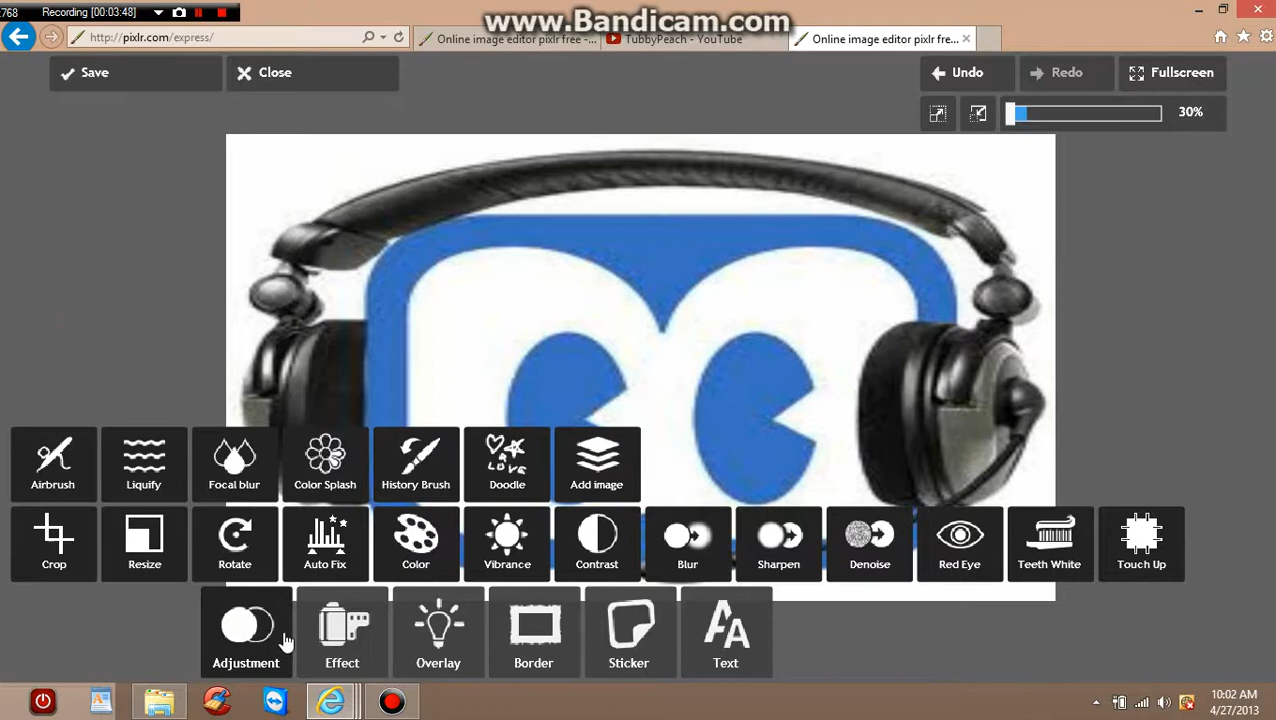 768
Recording [00:03:48]
www.Bandicam.com
http://pixlr.com/express/
Online image editor pixlr free -...
TubbyPeach - YouTube
Online image editor pixlr fre...
Save
Close
Undo
Redo
Fullscreen
30%
Airbrush
Liquify
Focal blur
Color Splash
History Brush
LOVE
Doodle
Add image
Crop
Resize
Rotate
Auto Fix
Color
Vibrance
Contrast
Blur
Sharpen
Denoise
Red Eye
Teeth White
Touch Up
Adjustment
Effect
Overlay
Border
Sticker
AA
Text
10:02 AM
4/27/2013